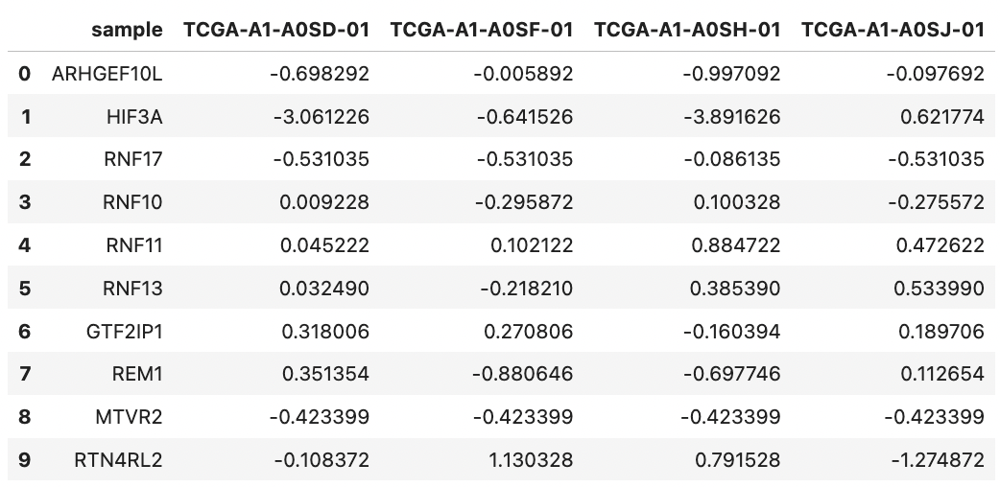 sample TCGA-A1-A0SD-01 TCGA-A1-A0SF-01 TCGA-A1-A0SH-01 TCGA-A1-A0SJ-01
0 ARHGEF10L -0.698292 -0.005892 -0.997092 -0.097692
1 HIF3A -3.061226 -0.641526 -3.891626 0.621774
2 RNF17 -0.531035 -0.531035 -0.086135 -0.531035
3 RNF10 0.009228 -0.295872 0.100328 -0.275572
4 RNF11 0.045222 0.102122 0.884722 0.472622
5 RNF13 0.032490 -0.218210 0.385390 0.533990
6 GTF2IP1 0.318006 0.270806 -0.160394 0.189706
7 REM1 0.351354 -0.880646 -0.697746 0.112654
8 MTVR2 -0.423399 -0.423399 -0.423399 -0.423399
9 RTN4RL2 -0.108372 1.130328 0.791528 -1.274872